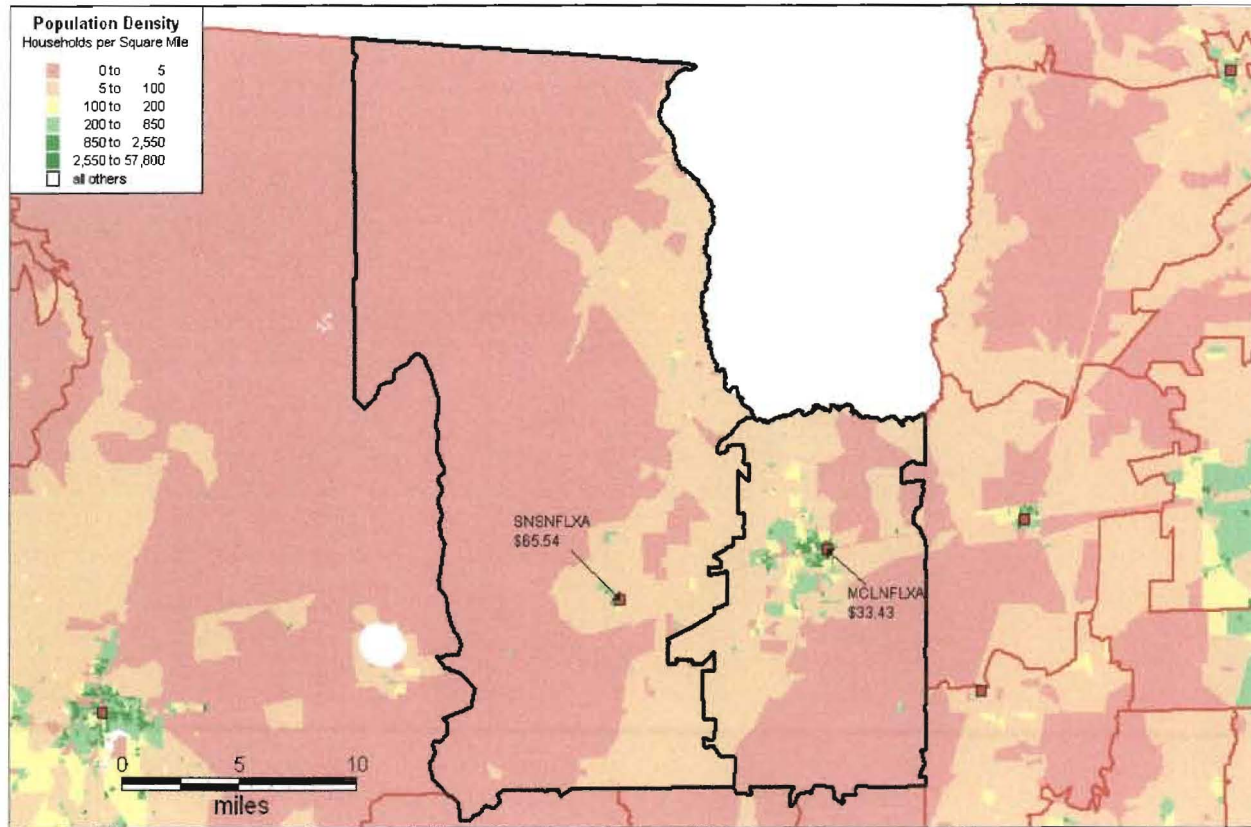 Population Density
Households per Square Mile
0 to 5
5 to 100
100 to 200
200 to 850
850 to 2,550
2,550 to 57,800
all others
SNSNFLXA
$65.54
MCLNFLXA
$33.43
0 5 10
miles